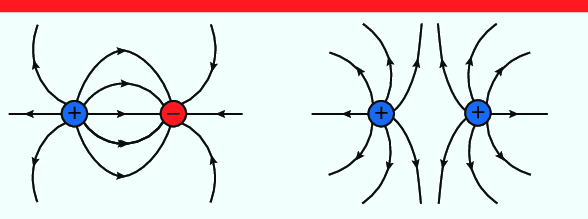 + − + +